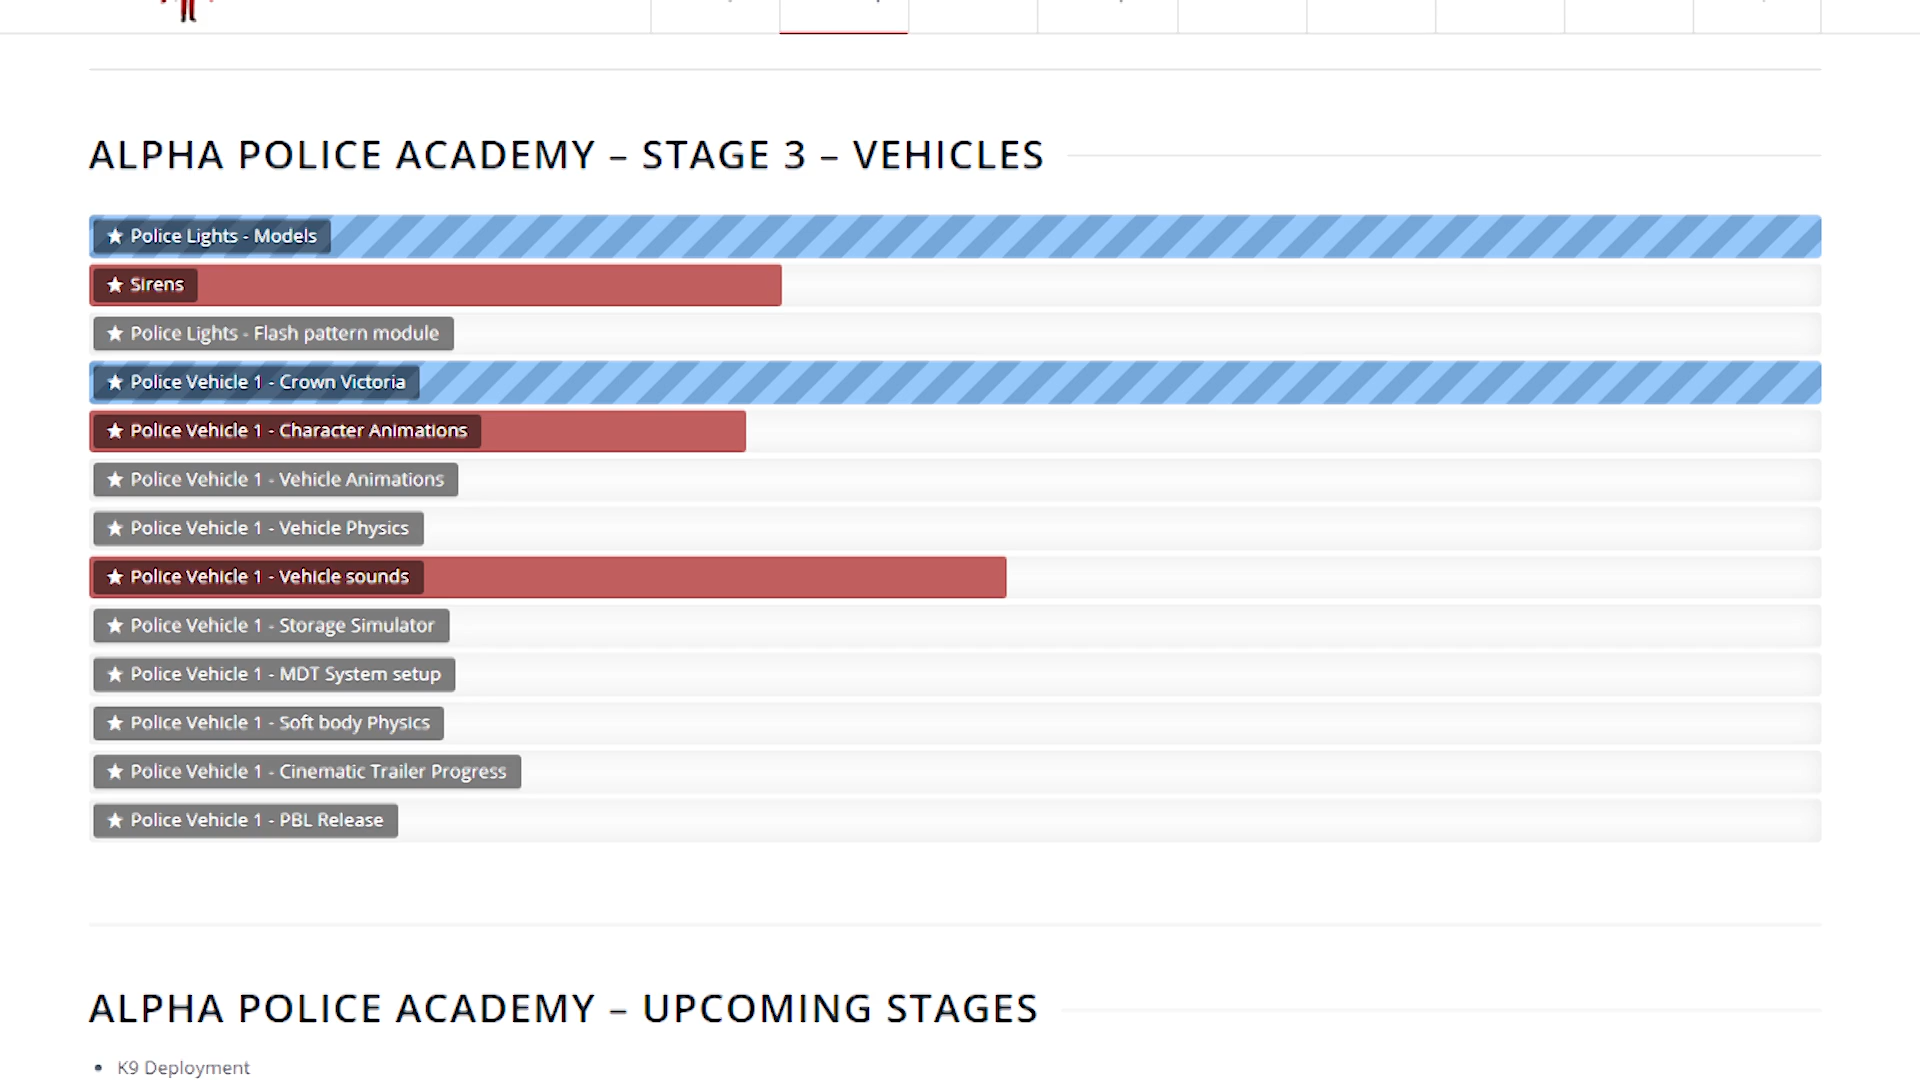 ALPHA POLICE ACADEMY – STAGE 3 – VEHICLES
Police Lights - Models
Sirens
Police Lights - Flash pattern module
Police Vehicle 1 - Crown Victoria
Police Vehicle 1 - Character Animations
Police Vehicle 1 - Vehicle Animations
Police Vehicle 1 - Vehicle Physics
Police Vehicle 1 - Vehicle sounds
Police Vehicle 1 - Storage Simulator
Police Vehicle 1 - MDT System setup
Police Vehicle 1 - Soft body Physics
Police Vehicle 1 - Cinematic Trailer Progress
Police Vehicle 1 - PBL Release
ALPHA POLICE ACADEMY – UPCOMING STAGES
K9 Deployment